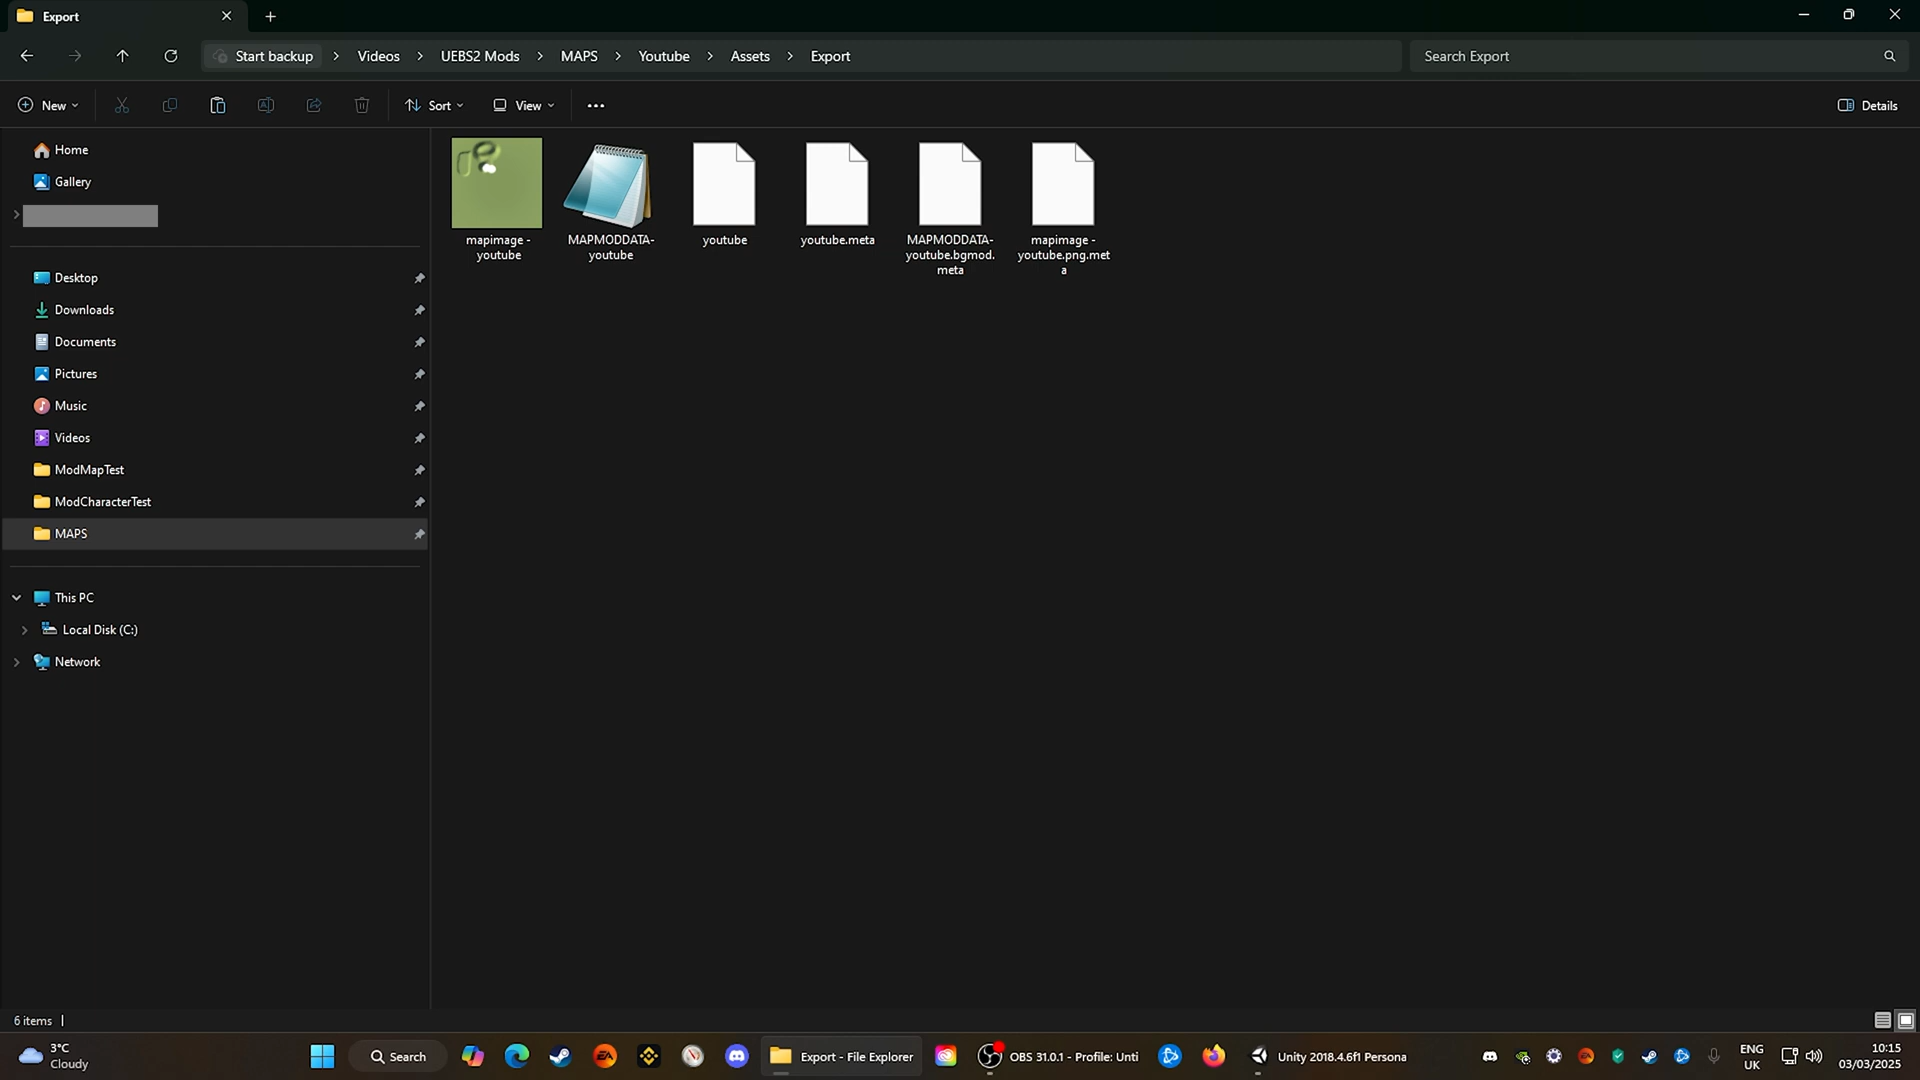 Export
Start backup
Videos
UEBS2 Mods
MAPS
Youtube
Assets
Export
Search Export
New
Sort
View
Details
Home
Gallery
Desktop
Downloads
Documents
Pictures
Music
Videos
ModMapTest
ModCharacterTest
MAPS
This PC
Local Disk (C:)
Network
mapimage -
youtube
MAPMODDATA-
youtube
youtube
youtube.meta
MAPMODDATA-
youtube.bgmod.
meta
mapimage -
youtube.png.met
a
6 items
3°C
Cloudy
Search
EA
Export - File Explorer
OBS 31.0.1 - Profile: Unti
Unity 2018.4.6f1 Persona
EA
ENG
UK
10:15
03/03/2025